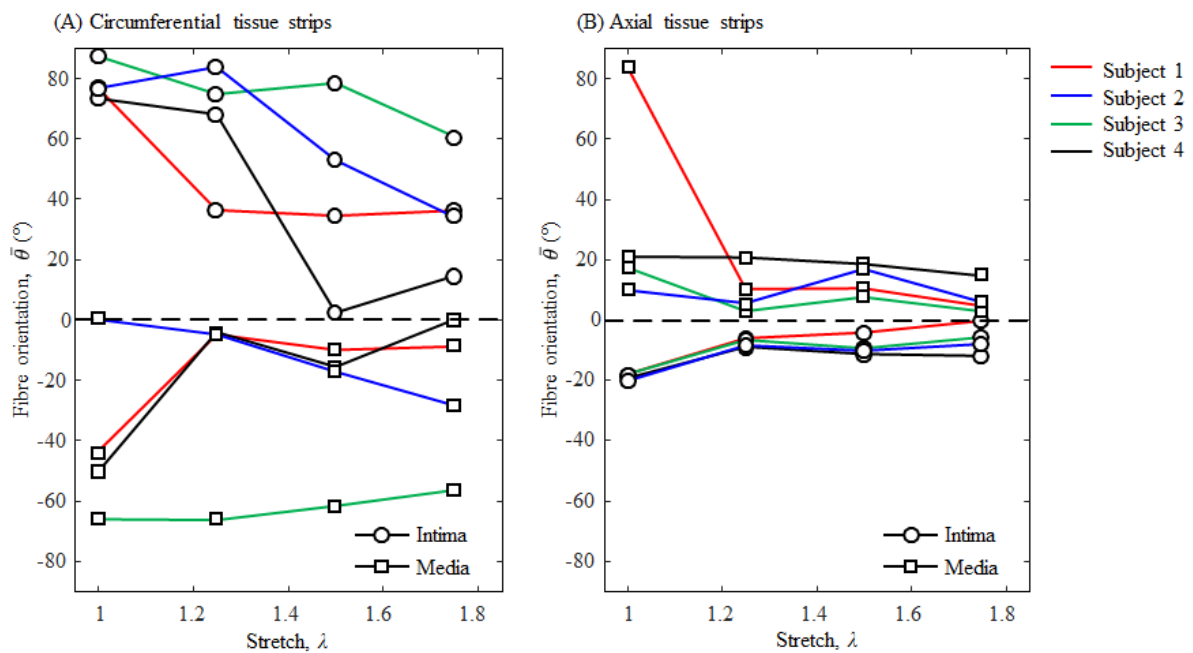 (A) Circumferential tissue strips
(B) Axial tissue strips
80
60
40
20
0
-20
-40
-60
-80
Fibre orientation, θ̄ (°)
1
1.2
1.4
1.6
1.8
Stretch, λ
Intima
Media
80
60
40
20
0
-20
-40
-60
-80
Fibre orientation, θ̄ (°)
1
1.2
1.4
1.6
1.8
Stretch, λ
Intima
Media
Subject 1
Subject 2
Subject 3
Subject 4